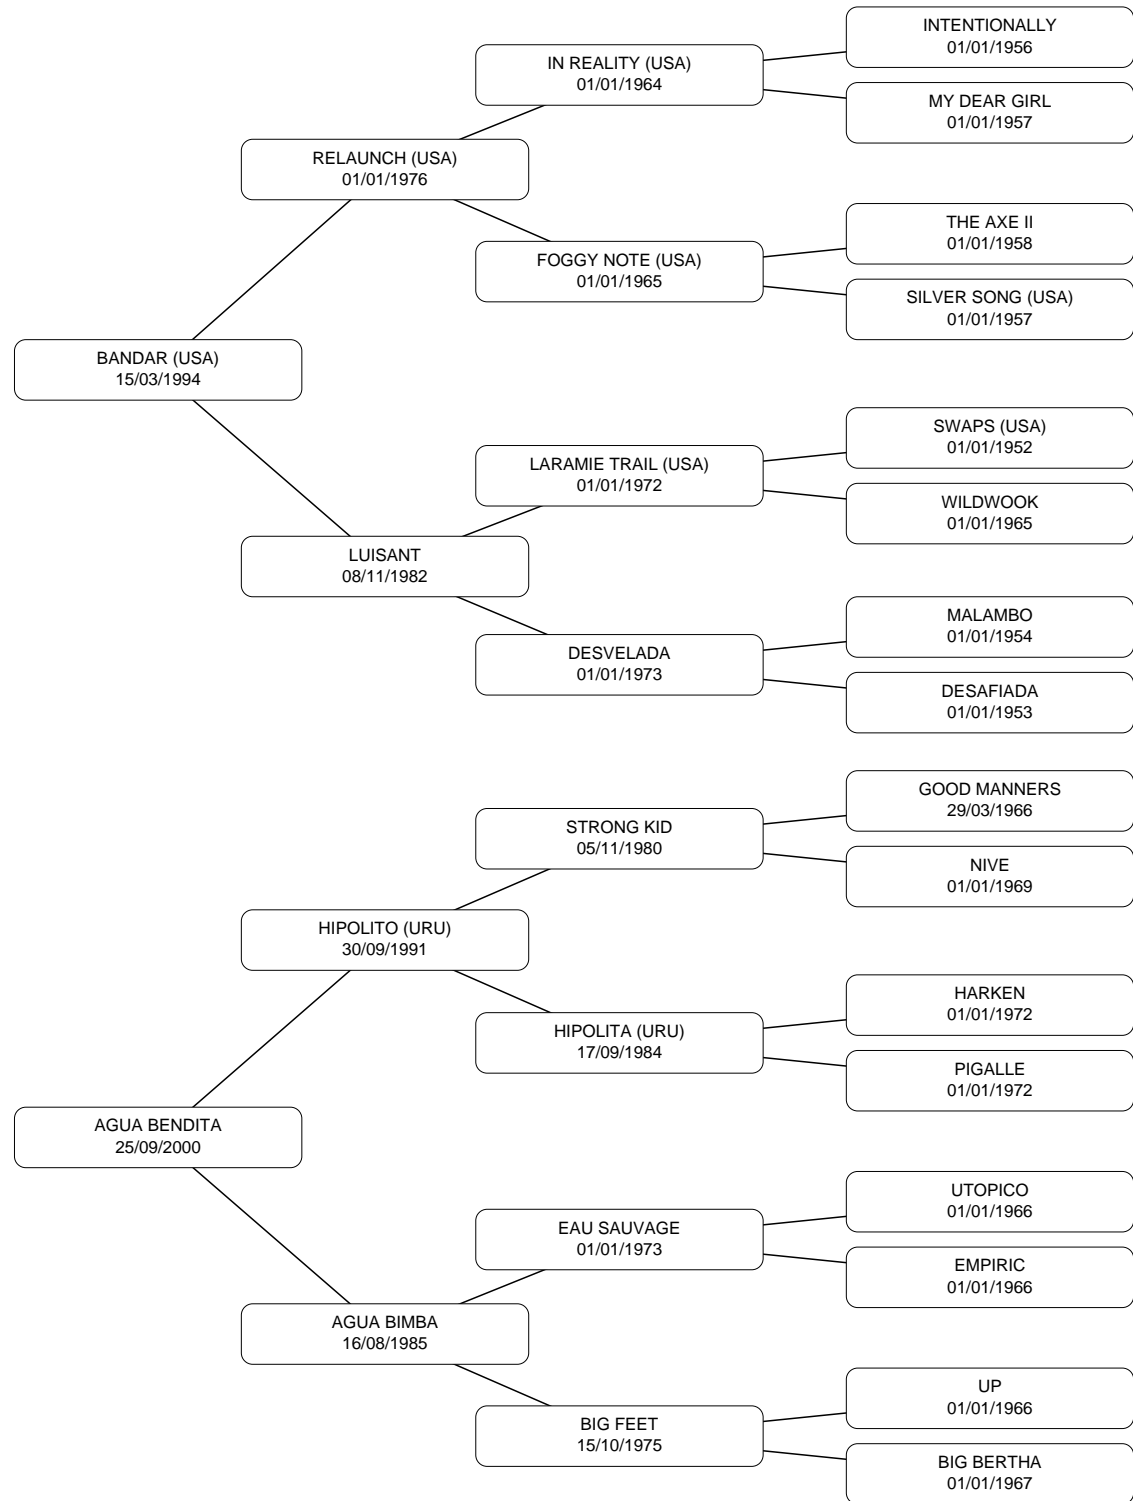 INTENTIONALLY
01/01/1956
IN REALITY (USA)
01/01/1964
MY DEAR GIRL
01/01/1957
RELAUNCH (USA)
01/01/1976
THE AXE II
01/01/1958
FOGGY NOTE (USA)
01/01/1965
SILVER SONG (USA)
01/01/1957
BANDAR (USA)
15/03/1994
SWAPS (USA)
01/01/1952
LARAMIE TRAIL (USA)
01/01/1972
WILDWOOK
01/01/1965
LUISANT
08/11/1982
MALAMBO
01/01/1954
DESVELADA
01/01/1973
DESAFIADA
01/01/1953
GOOD MANNERS
29/03/1966
STRONG KID
05/11/1980
NIVE
01/01/1969
HIPOLITO (URU)
30/09/1991
HARKEN
01/01/1972
HIPOLITA (URU)
17/09/1984
PIGALLE
01/01/1972
AGUA BENDITA
25/09/2000
UTOPICO
01/01/1966
EAU SAUVAGE
01/01/1973
EMPIRIC
01/01/1966
AGUA BIMBA
16/08/1985
UP
01/01/1966
BIG FEET
15/10/1975
BIG BERTHA
01/01/1967